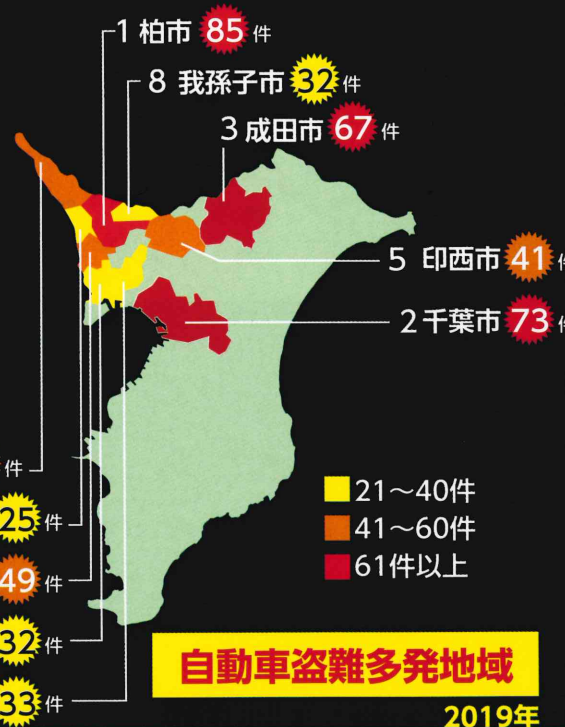 1 柏市 85 件
8 我孫子市 32 件
3 成田市 67 件
5 印西市 41 件
2 千葉市 73 件
件
25 件
49 件
32 件
33 件
21～40件
41～60件
61件以上
自動車盗難多発地域
2019年